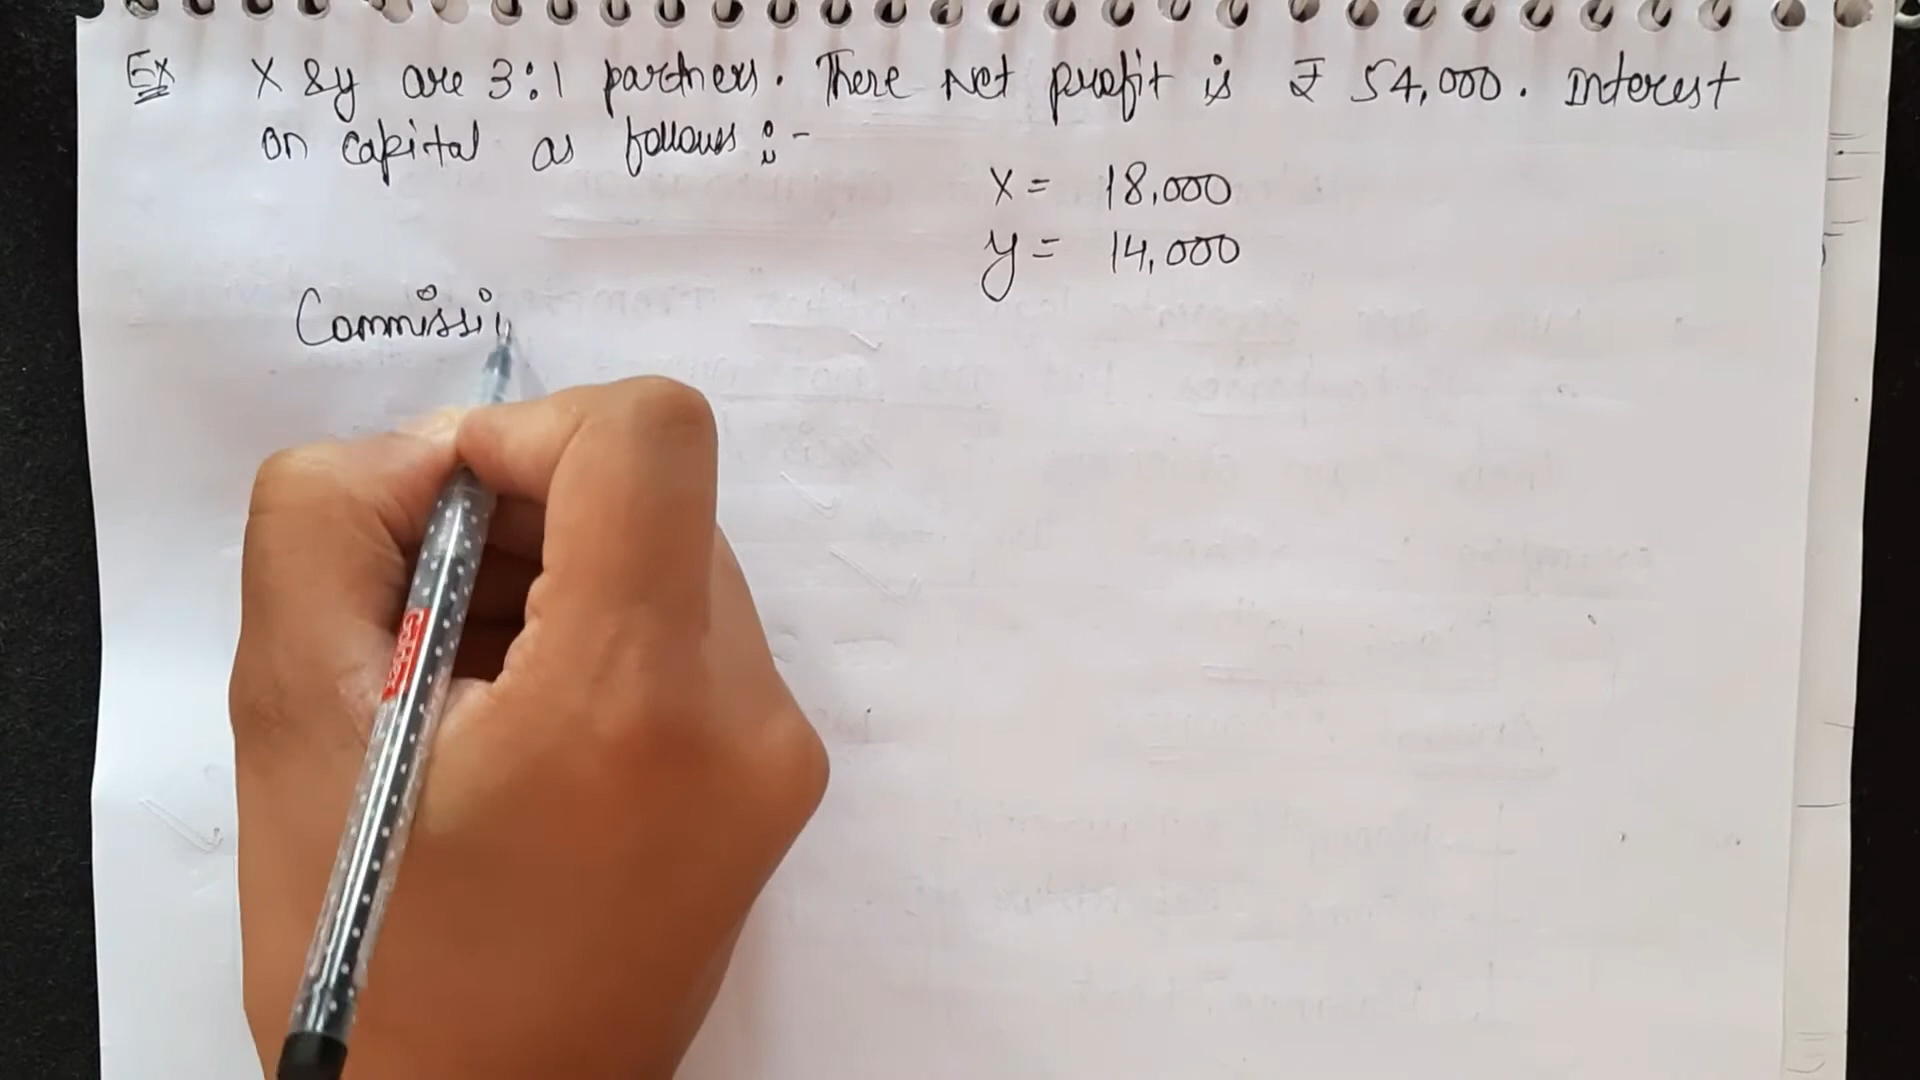 Ex X & y are 3:1 partners. There Net profit is ₹ 54,000. Interest
on capital as follows :-
X = 18,000
y = 14,000
Commissi